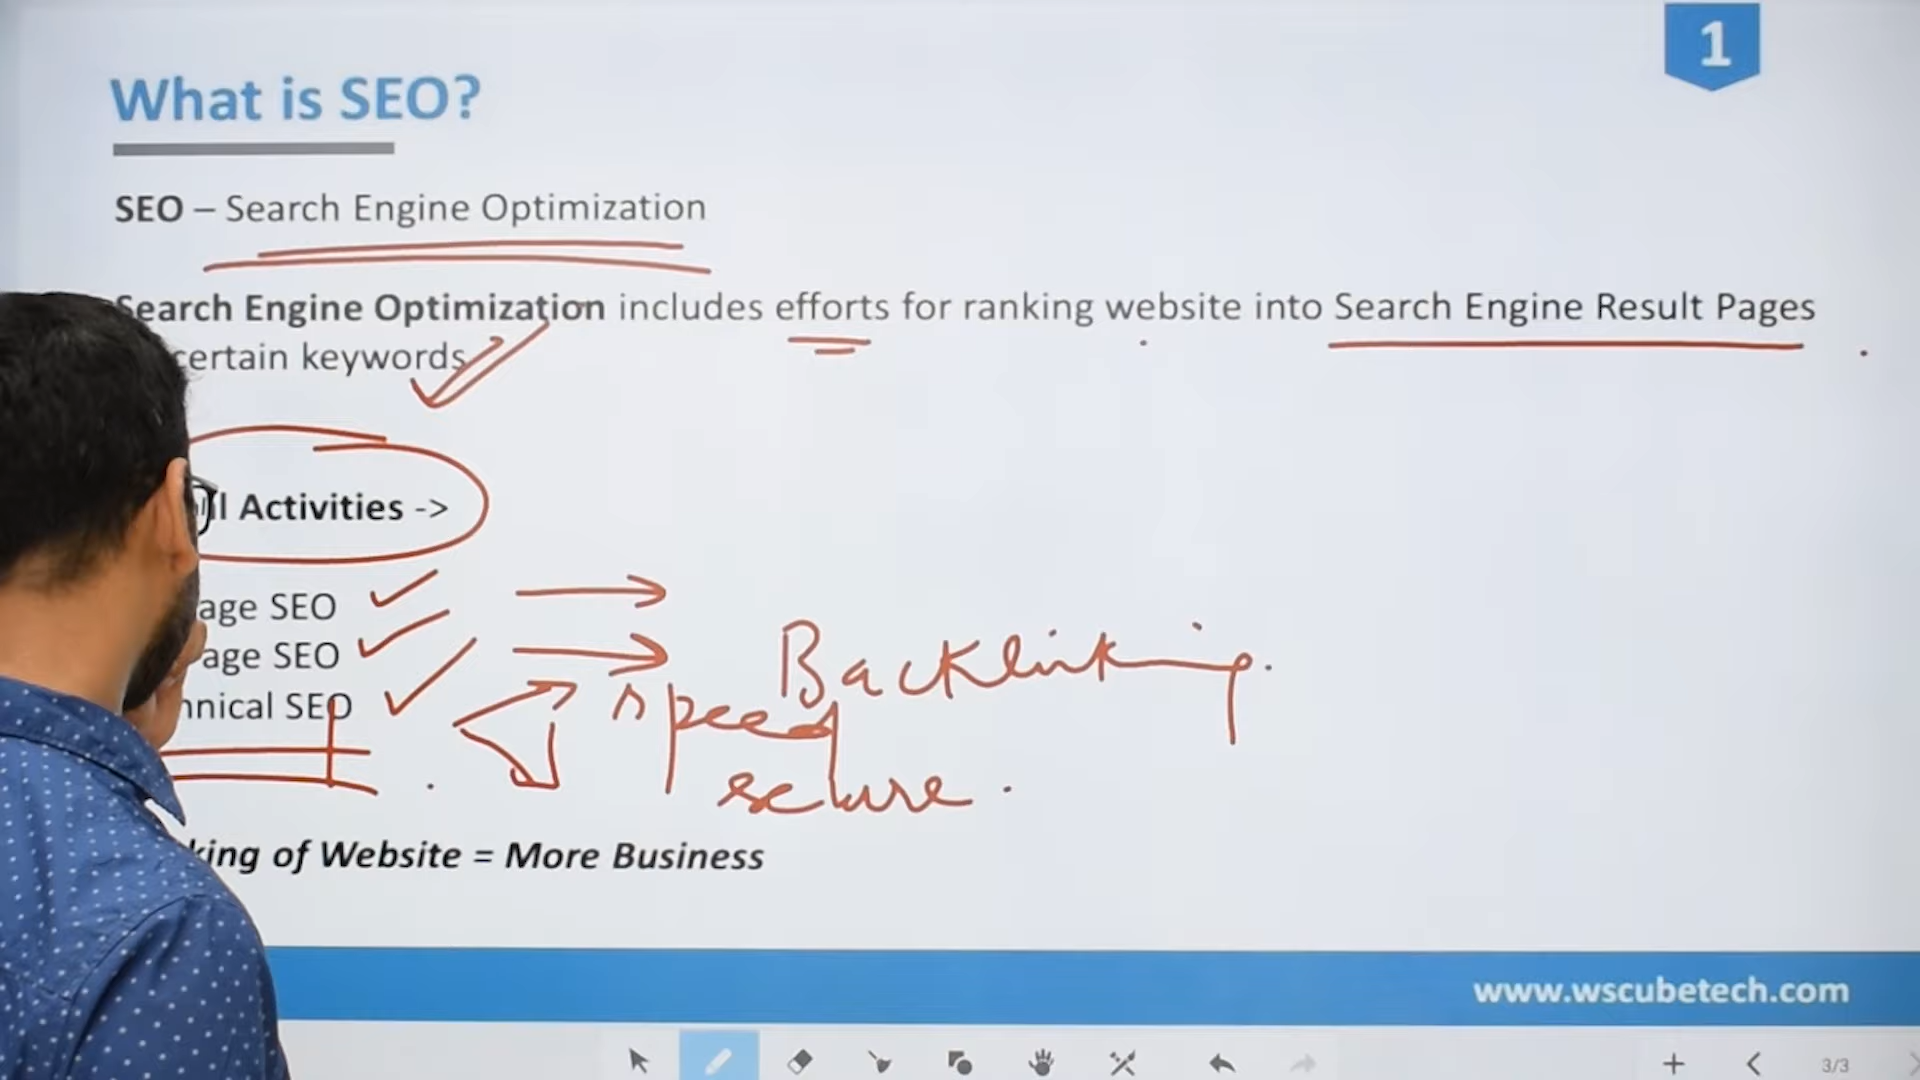 1
What is SEO?
SEO – Search Engine Optimization
Search Engine Optimization includes efforts for ranking website into Search Engine Result Pages
certain keywords
Activities ->
age SEO
age SEO
Backlinking.
hnical SEO
speed
secure.
king of Website = More Business
www.wscubetech.com
3/3